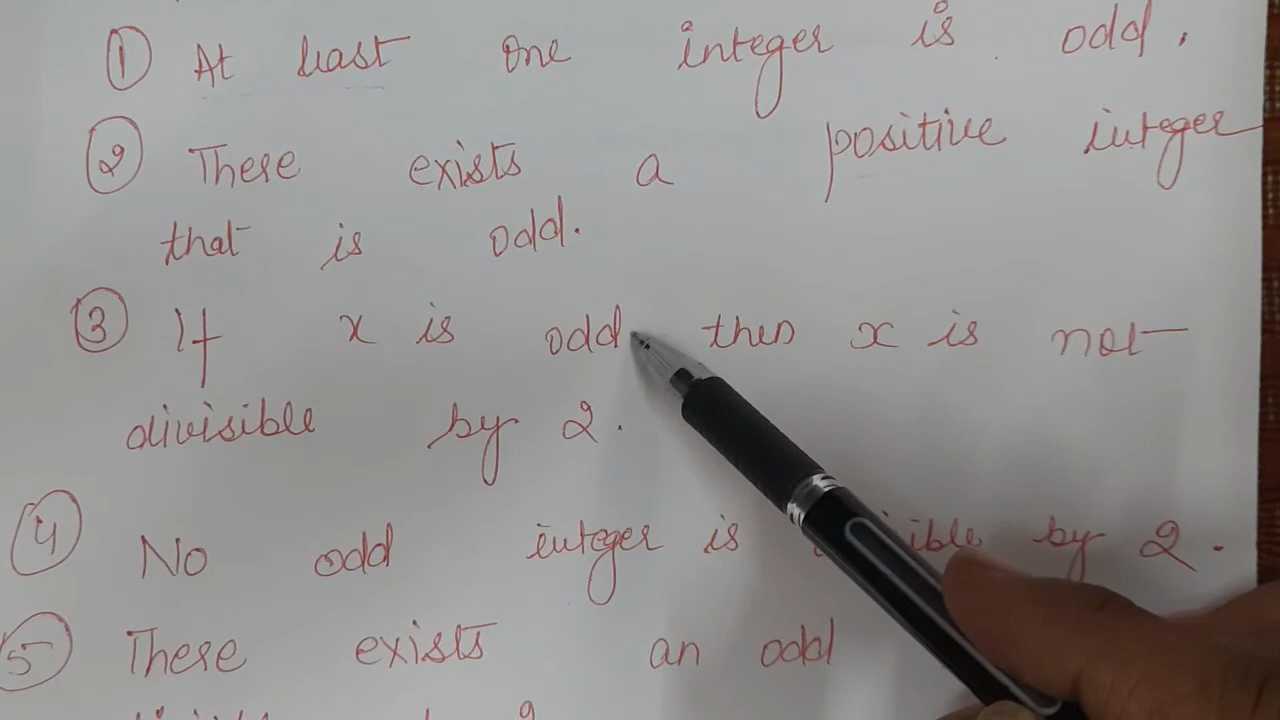 ① At least one integer is odd.
② There exists a positive integer
that is odd.
③ If x is odd then x is not
divisible by 2.
④ No odd integer is by 2.
⑤ There exists an odd